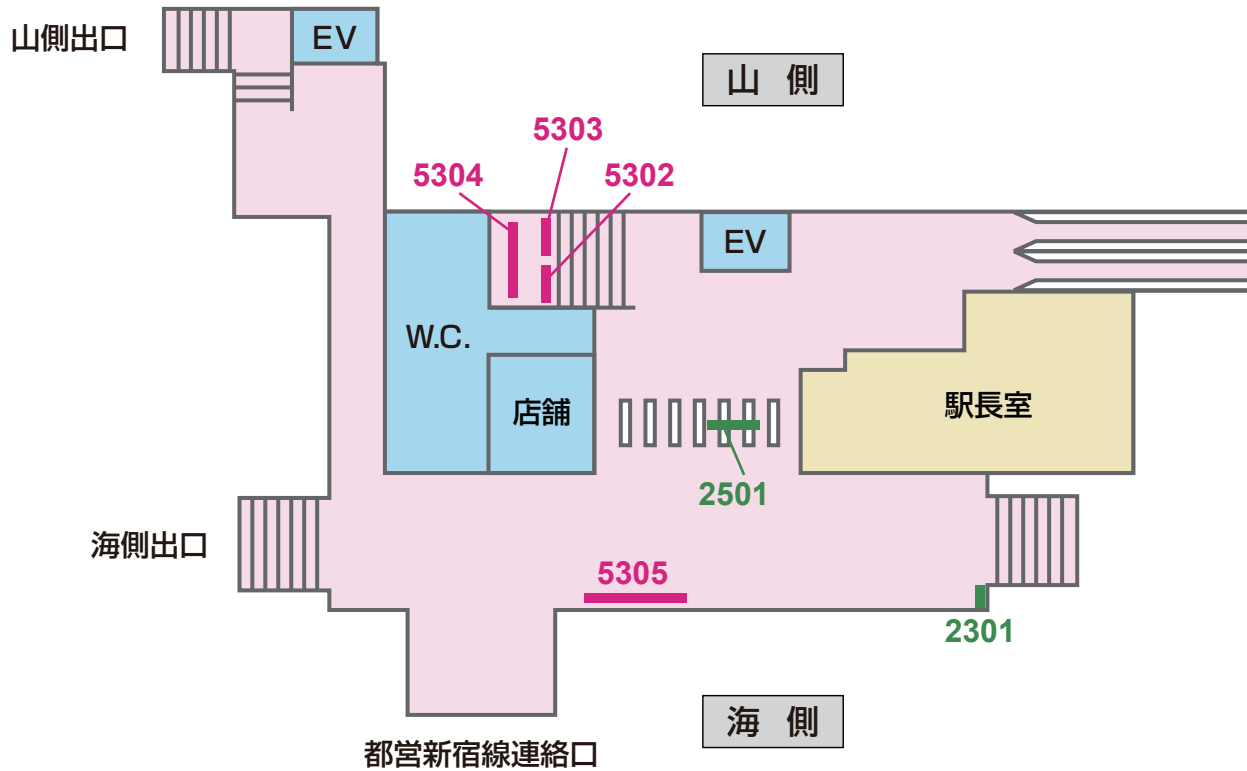 山側出口
EV
山 側
5303
5304
5302
EV
W.C.
店舗
駅長室
2501
海側出口
5305
2301
海 側
都営新宿線連絡口